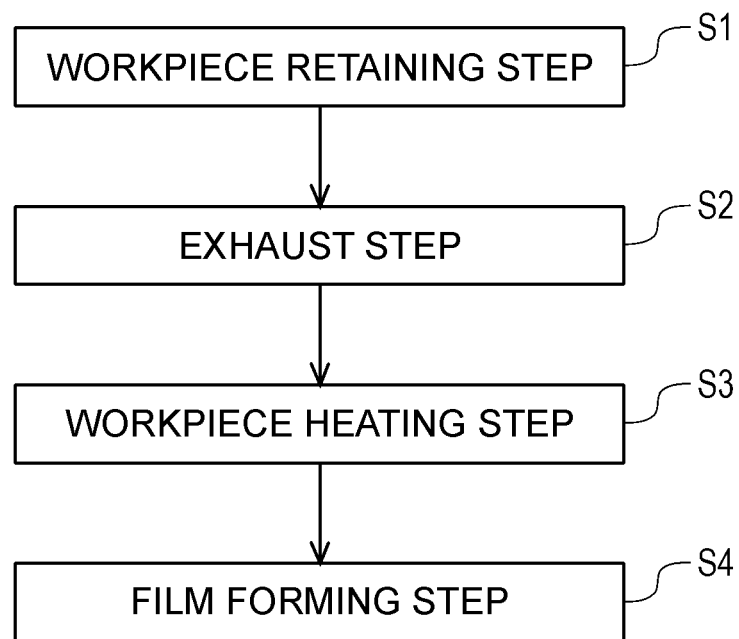 S1
WORKPIECE RETAINING STEP
S2
EXHAUST STEP
S3
WORKPIECE HEATING STEP
S4
FILM FORMING STEP